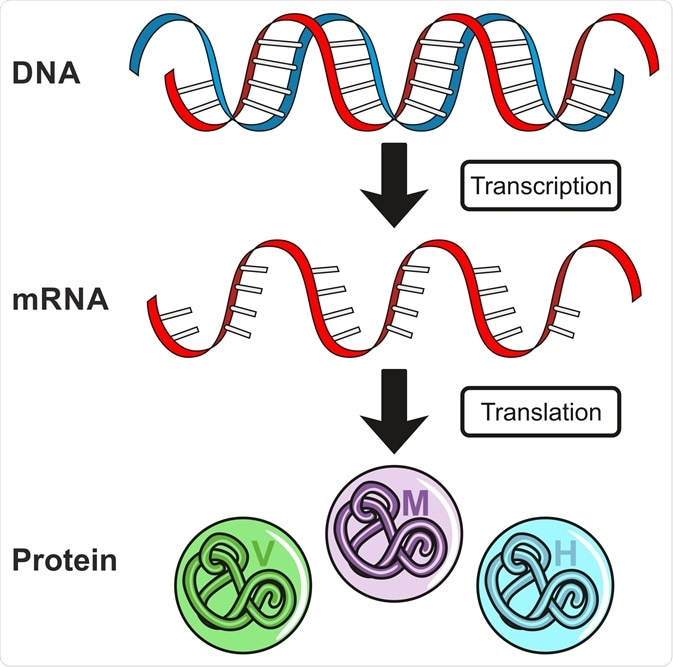 DNA
Transcription
mRNA
Translation
M
Protein
V
H